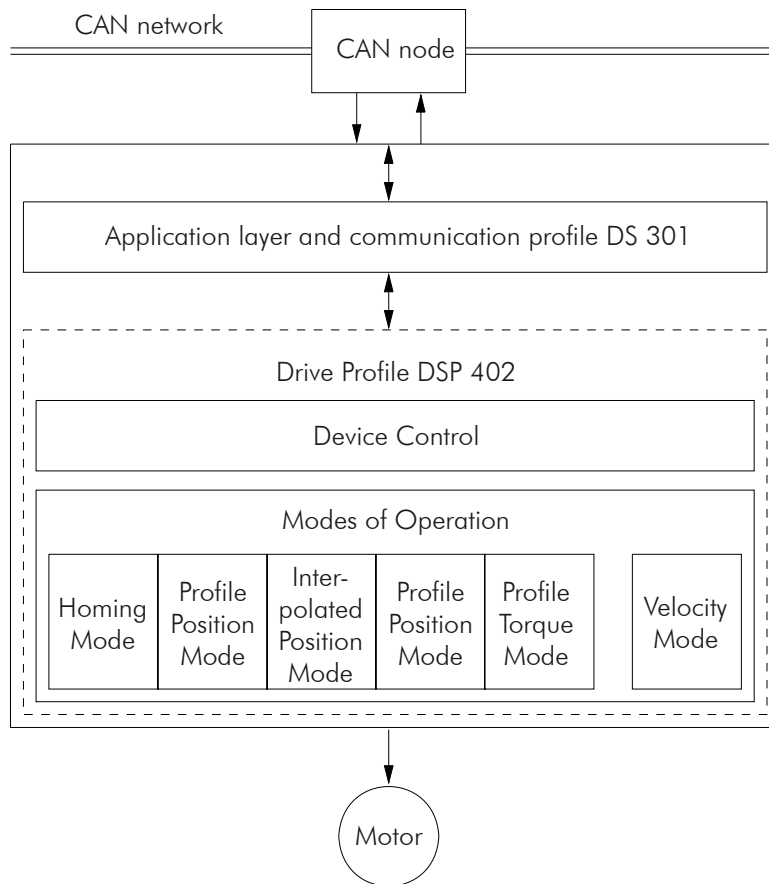 CAN network
CAN node
Application layer and communication profile DS 301
Drive Profile DSP 402
Device Control
Modes of Operation
Homing
Mode
Profile
Position
Mode
Inter-
polated
Position
Mode
Profile
Position
Mode
Profile
Torque
Mode
Velocity
Mode
Motor